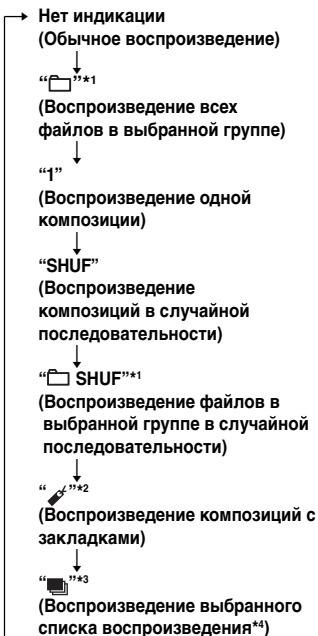 Нет индикации
(Обычное воспроизведение)
“ ”*1
(Воспроизведение всех
файлов в выбранной группе)
“1”
(Воспроизведение одной
композиции)
“SHUF”
(Воспроизведение
композиций в случайной
последовательности)
“ SHUF”*1
(Воспроизведение файлов в
выбранной группе в случайной
последовательности)
“ ”*2
(Воспроизведение композиций с
закладками)
“ ”*3
(Воспроизведение выбранного
списка воспроизведения*4)